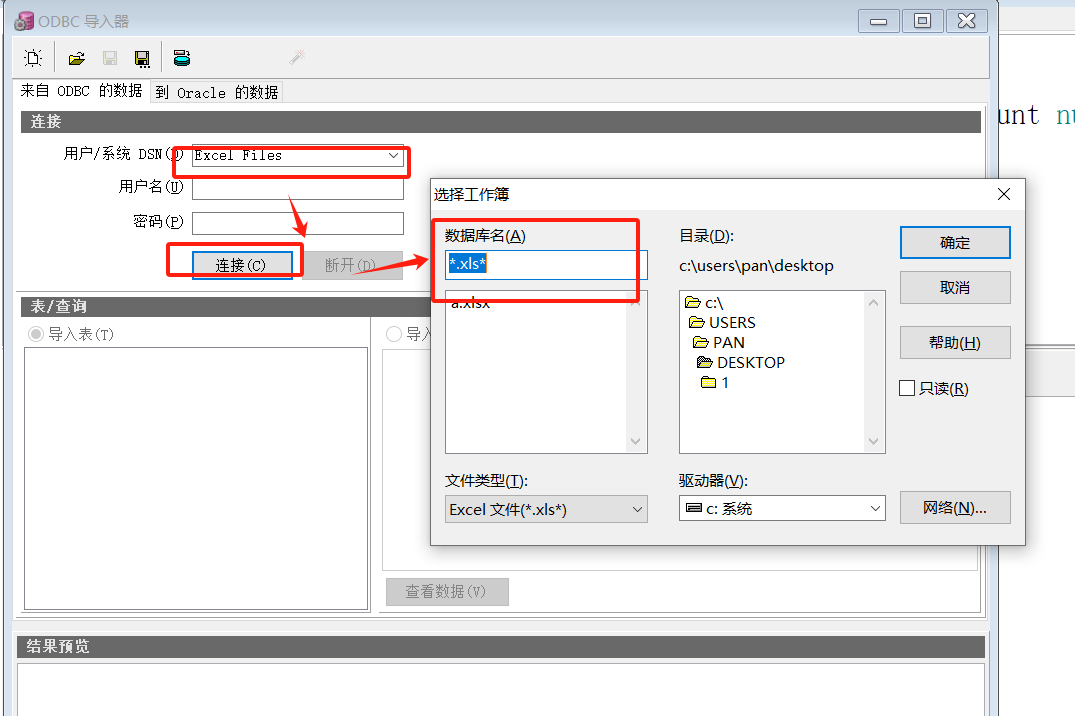 ODBC 导入器
来自 ODBC 的数据
到 Oracle 的数据
连接
用户/系统 DSN(D)
Excel Files
用户名(U)
密码(P)
连接(C)
断开(D)
表/查询
导入表(T)
导入
查看数据(V)
结果预览
选择工作簿
数据库名(A)
*.xls*
a.xlsx
文件类型(T):
Excel 文件(*.xls*)
目录(D):
c:\users\pan\desktop
c:\
USERS
PAN
DESKTOP
1
驱动器(V):
c: 系统
确定
取消
帮助(H)
只读(R)
网络(N)...
unt nu